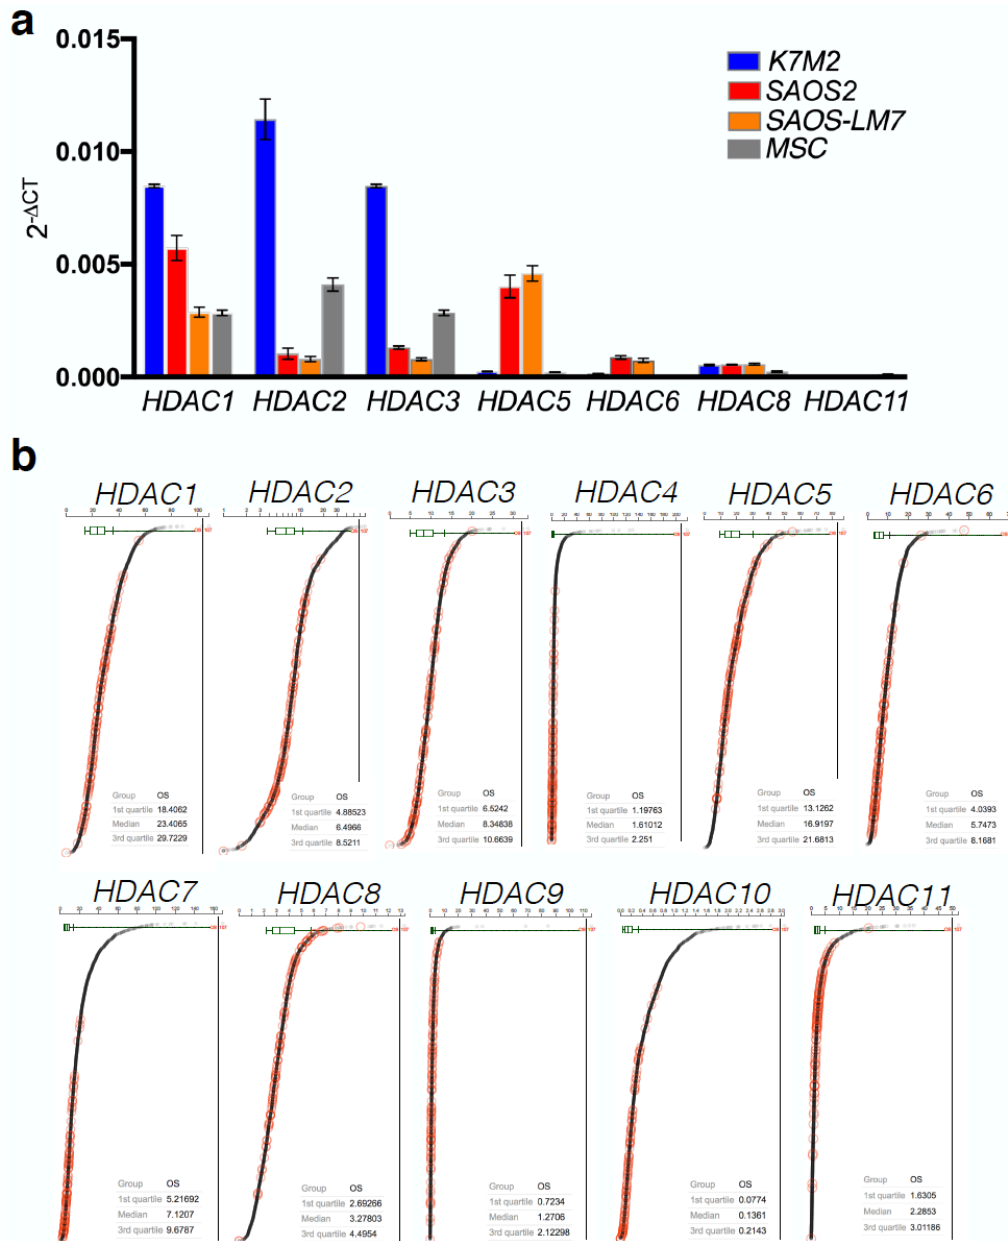 a
0.015
0.010
0.005
0.000
2-ΔCT
K7M2
SAOS2
SAOS-LM7
MSC
HDAC1 HDAC2 HDAC3 HDAC5 HDAC6 HDAC8 HDAC11
b
HDAC1 HDAC2 HDAC3 HDAC4 HDAC5 HDAC6
Group OS
1st quartile 18.4062
Median 23.4065
3rd quartile 29.7229
Group OS
1st quartile 4.88523
Median 6.4966
3rd quartile 8.5211
Group OS
1st quartile 6.5242
Median 8.34838
3rd quartile 10.6639
Group OS
1st quartile 1.19763
Median 1.61012
3rd quartile 2.251
Group OS
1st quartile 13.1262
Median 16.9197
3rd quartile 21.6813
Group OS
1st quartile 4.0393
Median 5.7473
3rd quartile 8.1681
HDAC7 HDAC8 HDAC9 HDAC10 HDAC11
Group OS
1st quartile 5.21692
Median 7.1207
3rd quartile 9.6787
Group OS
1st quartile 2.69266
Median 3.27803
3rd quartile 4.4954
Group OS
1st quartile 0.7234
Median 1.2706
3rd quartile 2.12298
Group OS
1st quartile 0.0774
Median 0.1361
3rd quartile 0.2143
Group OS
1st quartile 1.6305
Median 2.2853
3rd quartile 3.01186